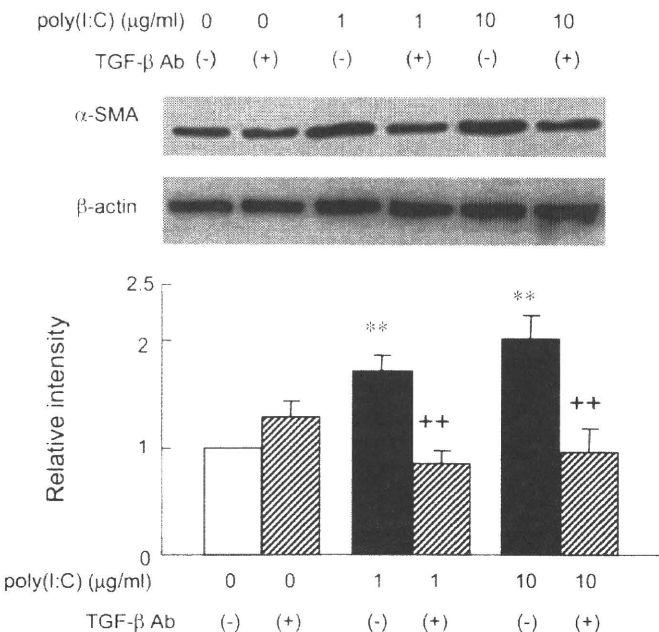 poly(I:C) (μg/ml) 0 0 1 1 10 10
TGF-β Ab (-) (+) (-) (+) (-) (+)
α-SMA
β-actin
2.5
2
1
0
Relative intensity
**
++
**
++
poly(I:C) (μg/ml) 0 0 1 1 10 10
TGF-β Ab (-) (+) (-) (+) (-) (+)